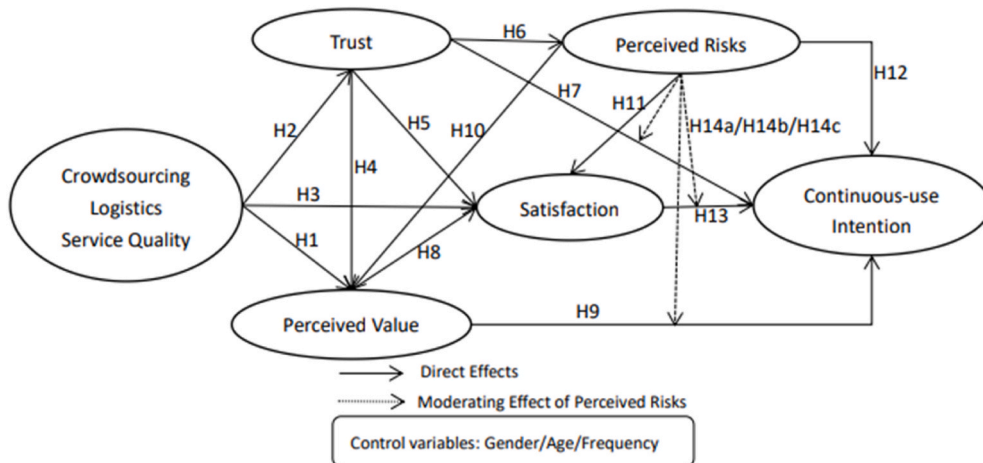 Trust
H6
Perceived Risks
H12
H7
H11
H2
H5
H10
H14a/H14b/H14c
H4
Crowdsourcing
Logistics
Service Quality
H3
Satisfaction
H13
Continuous-use
Intention
H1
H8
Perceived Value
H9
Direct Effects
Moderating Effect of Perceived Risks
Control variables: Gender/Age/Frequency